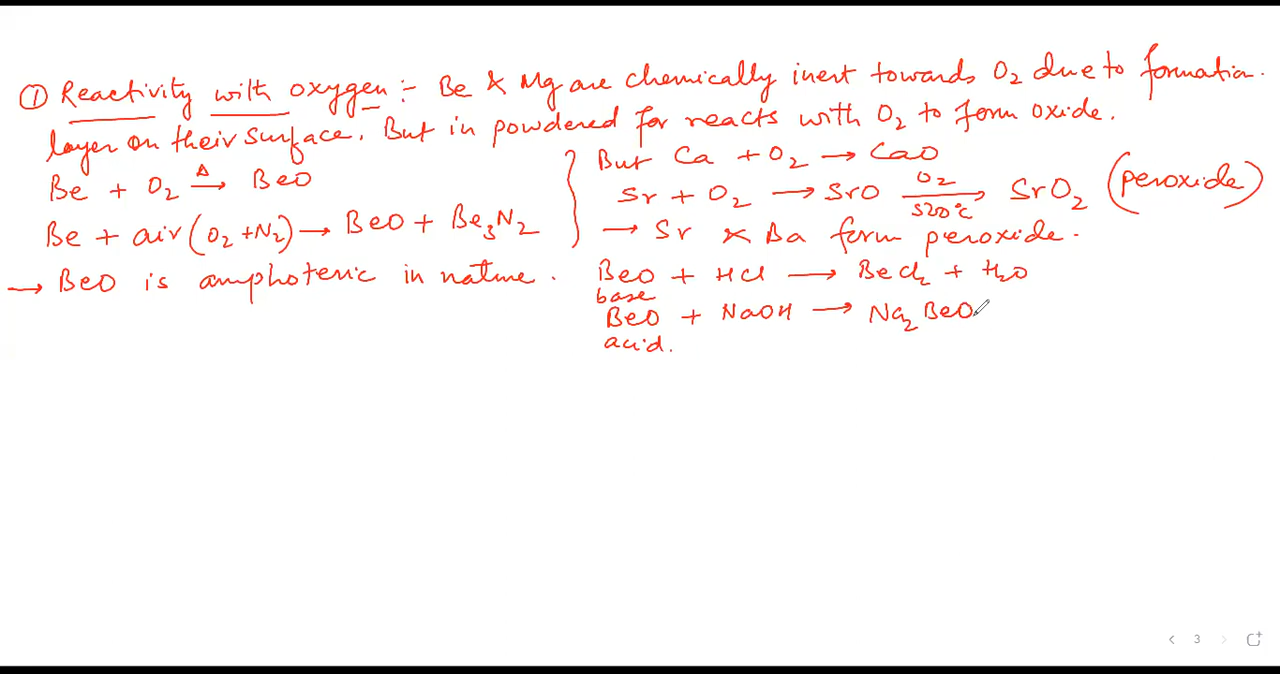 ① Reactivity with oxygen :- Be & Mg are chemically inert towards O₂ due to formation.
layer on their surface. But in powdered for reacts with O₂ to form oxide.
Be + O₂ —Δ→ BeO
Be + air (O₂ + N₂) → BeO + Be₃N₂
→ BeO is amphoteric in nature.
But Ca + O₂ → CaO
Sr + O₂ → SrO —O₂/520°C→ SrO₂ (peroxide)
→ Sr & Ba form peroxide.
BeO + HCl → BeCl₂ + H₂O
base
BeO + NaOH → Na₂BeO
acid.
3